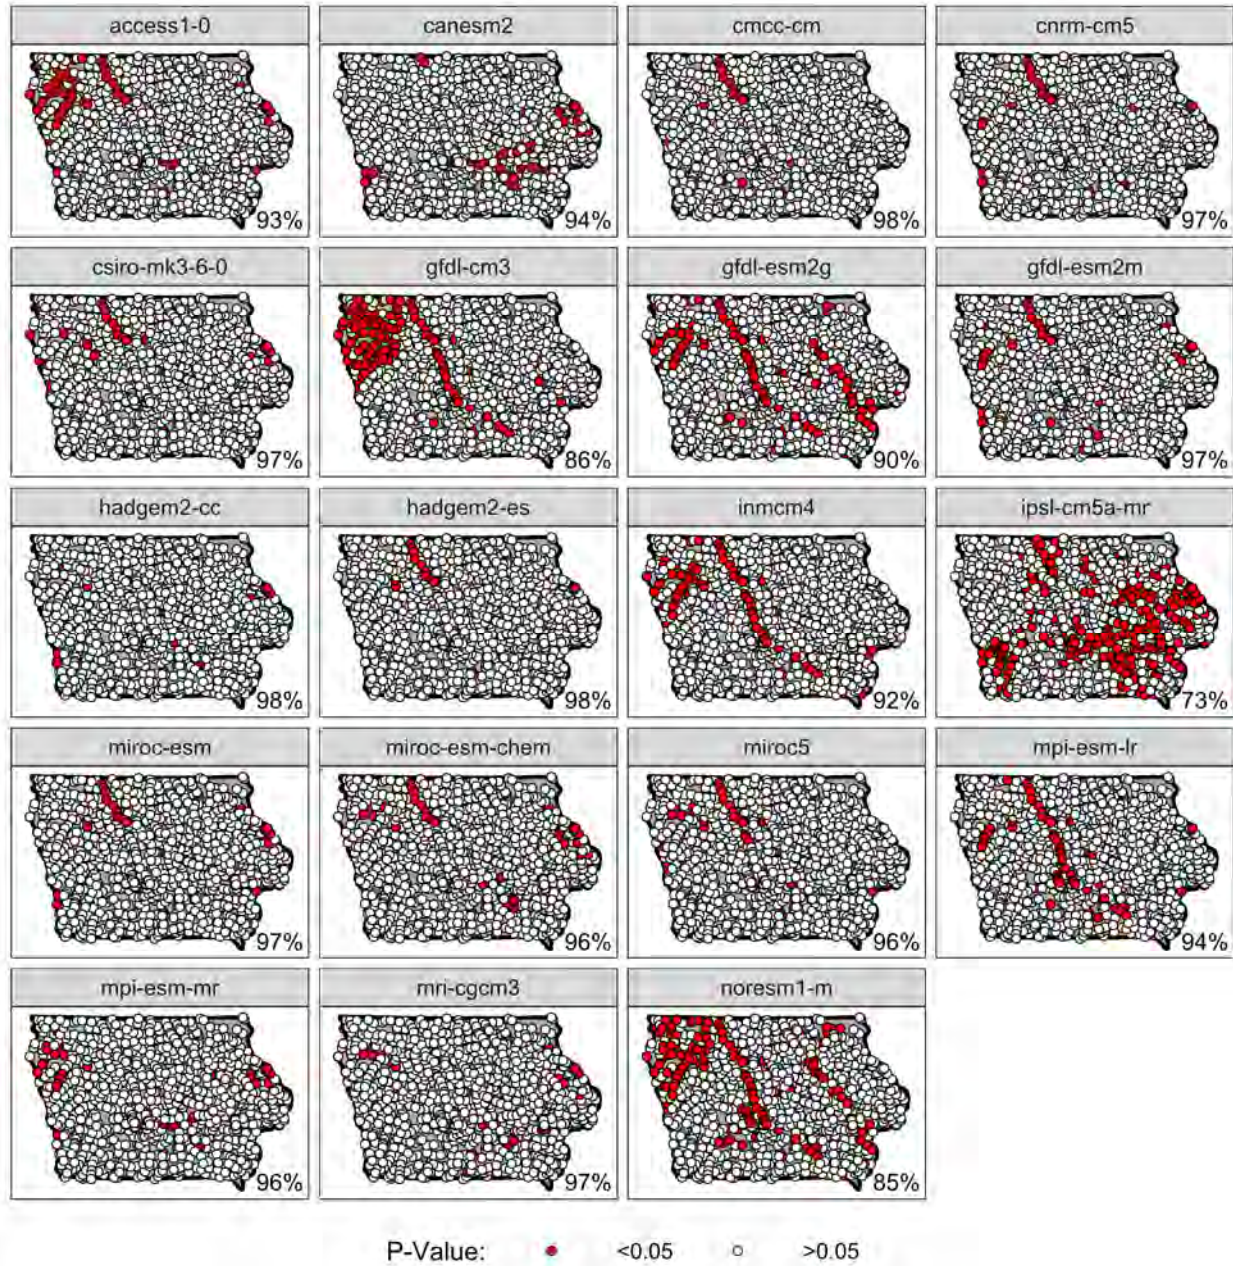 access1-0
canesm2
cmcc-cm
cnrm-cm5
93%
94%
98%
97%
csiro-mk3-6-0
gfdl-cm3
gfdl-esm2g
gfdl-esm2m
97%
86%
90%
97%
hadgem2-cc
hadgem2-es
inmcm4
ipsl-cm5a-mr
98%
98%
92%
73%
miroc-esm
miroc-esm-chem
miroc5
mpi-esm-lr
97%
96%
96%
94%
mpi-esm-mr
mri-cgcm3
noresm1-m
96%
97%
85%
P-Value: <0.05 >0.05